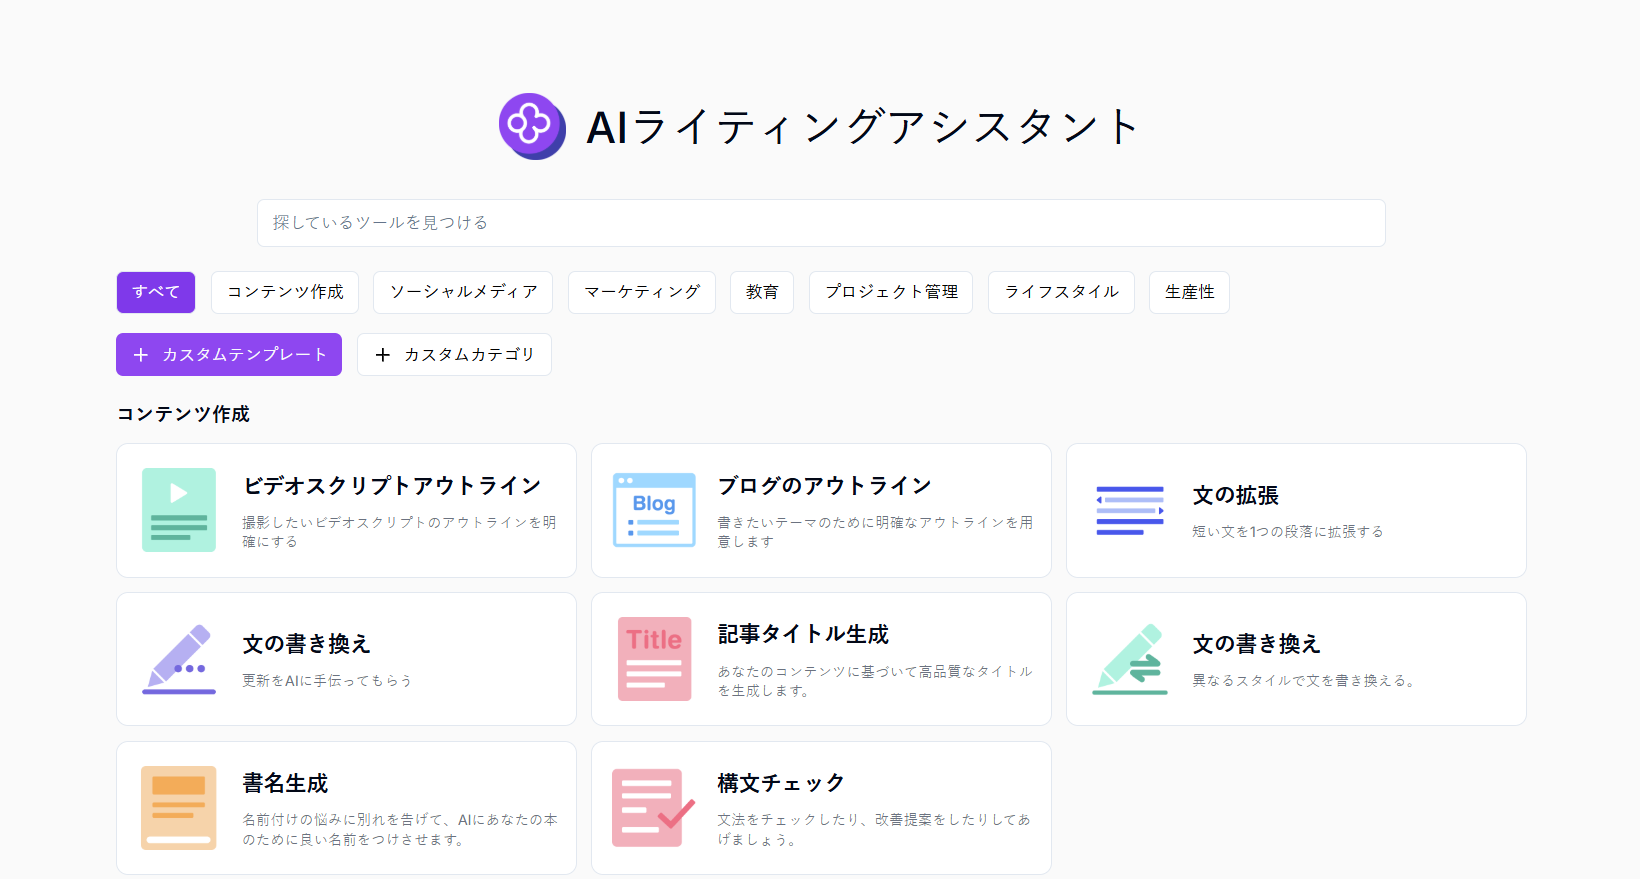 AIライティングアシスタント
探しているツールを見つける
すべて
コンテンツ作成
ソーシャルメディア
マーケティング
教育
プロジェクト管理
ライフスタイル
生産性
+ カスタムテンプレート
+ カスタムカテゴリ
コンテンツ作成
ビデオスクリプトアウトライン
撮影したいビデオスクリプトのアウトラインを明
確にする
Blog
ブログのアウトライン
書きたいテーマのために明確なアウトラインを用
意します
文の拡張
短い文を1つの段落に拡張する
文の書き換え
更新をAIに手伝ってもらう
Title
記事タイトル生成
あなたのコンテンツに基づいて高品質なタイトル
を生成します。
文の書き換え
異なるスタイルで文を書き換える。
書名生成
名前付けの悩みに別れを告げて、AIにあなたの本
のために良い名前をつけさせます。
構文チェック
文法をチェックしたり、改善提案をしたりしてあ
げましょう。